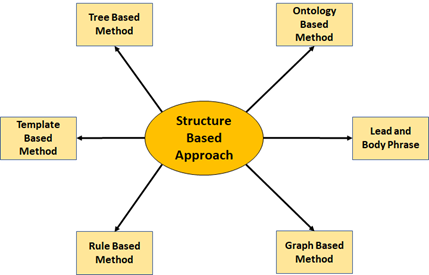 Tree Based
Method
Ontology
Based
Method
Structure
Based
Approach
Template
Based
Method
Lead and
Body Phrase
Rule Based
Method
Graph Based
Method